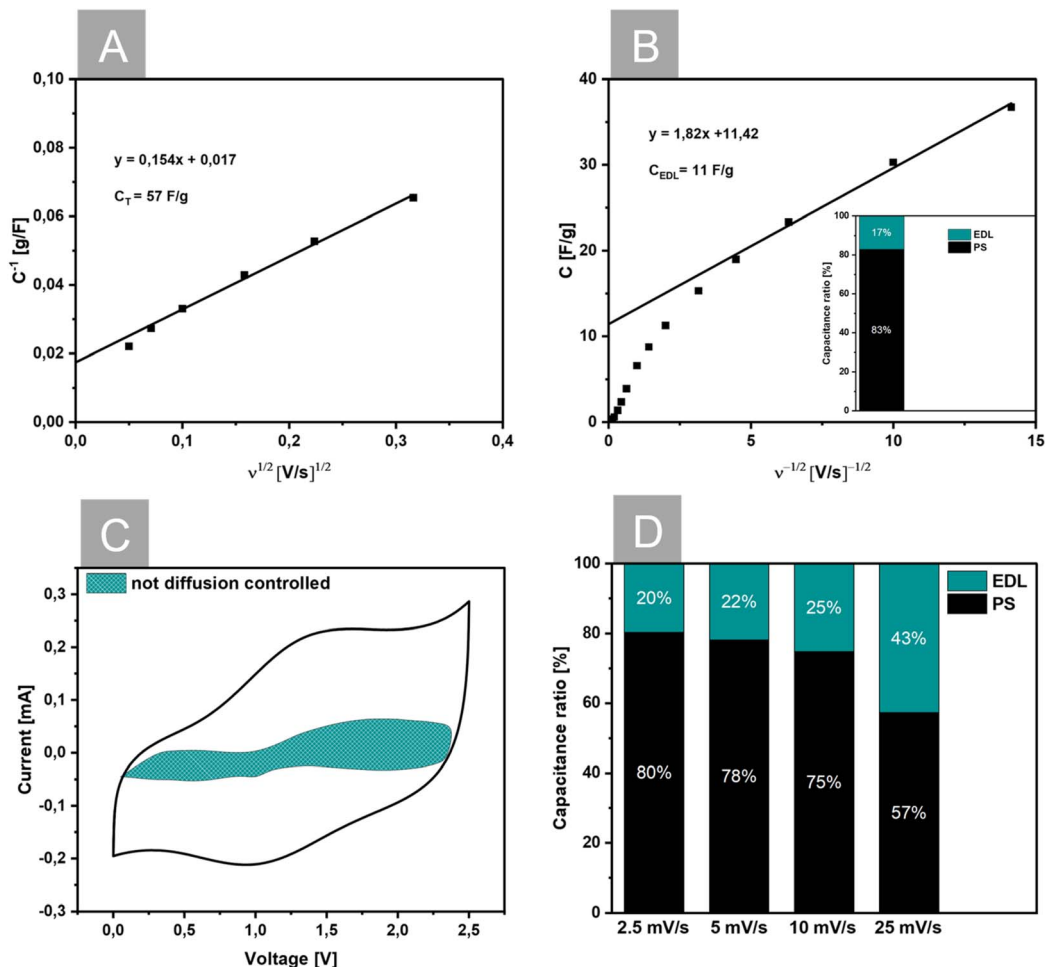 A
0,10
0,08
0,06
0,04
0,02
0,00
C⁻¹ [g/F]
y = 0,154x + 0,017
C_T = 57 F/g
0,0
0,1
0,2
0,3
0,4
ν^1/2 [V/s]^1/2
B
40
30
20
10
0
C [F/g]
y = 1,82x +11,42
C_EDL = 11 F/g
100
80
60
40
20
0
Capacitance ratio [%]
17%
83%
EDL
PS
0
5
10
15
ν^−1/2 [V/s]^−1/2
C
not diffusion controlled
0,3
0,2
0,1
0,0
-0,1
-0,2
-0,3
Current [mA]
0,0
0,5
1,0
1,5
2,0
2,5
Voltage [V]
D
100
80
60
40
20
0
Capacitance ratio [%]
EDL
PS
20%
22%
25%
43%
80%
78%
75%
57%
2.5 mV/s
5 mV/s
10 mV/s
25 mV/s